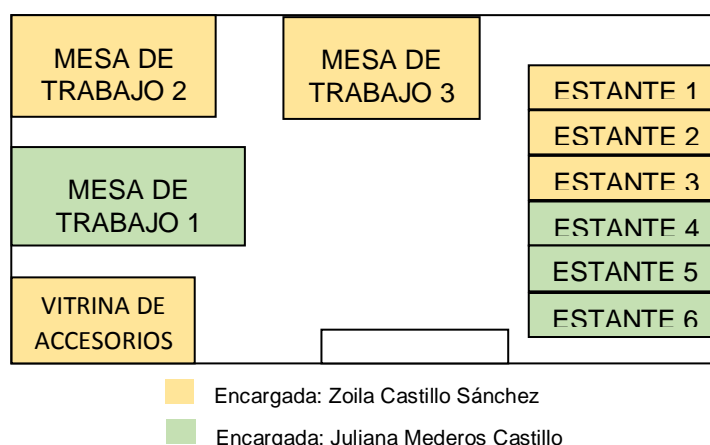 MESA DE
TRABAJO 2
MESA DE
TRABAJO 3
ESTANTE 1
ESTANTE 2
ESTANTE 3
ESTANTE 4
ESTANTE 5
ESTANTE 6
MESA DE
TRABAJO 1
VITRINA DE
ACCESORIOS
Encargada: Zoila Castillo Sánchez
Encargada: Juliana Mederos Castillo